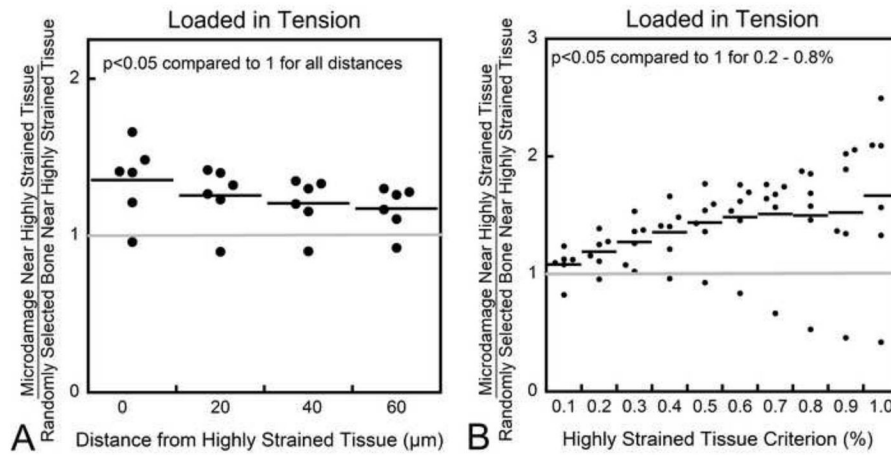 Loaded in Tension
Microdamage Near Highly Strained Tissue
Randomly Selected Bone Near Highly Strained Tissue
p<0.05 compared to 1 for all distances
2
1
0
0 20 40 60
A
Distance from Highly Strained Tissue (µm)
Loaded in Tension
Microdamage Near Highly Strained Tissue
Randomly Selected Bone Near Highly Strained Tissue
p<0.05 compared to 1 for 0.2 - 0.8%
3
2
1
0
0.1 0.2 0.3 0.4 0.5 0.6 0.7 0.8 0.9 1.0
B
Highly Strained Tissue Criterion (%)